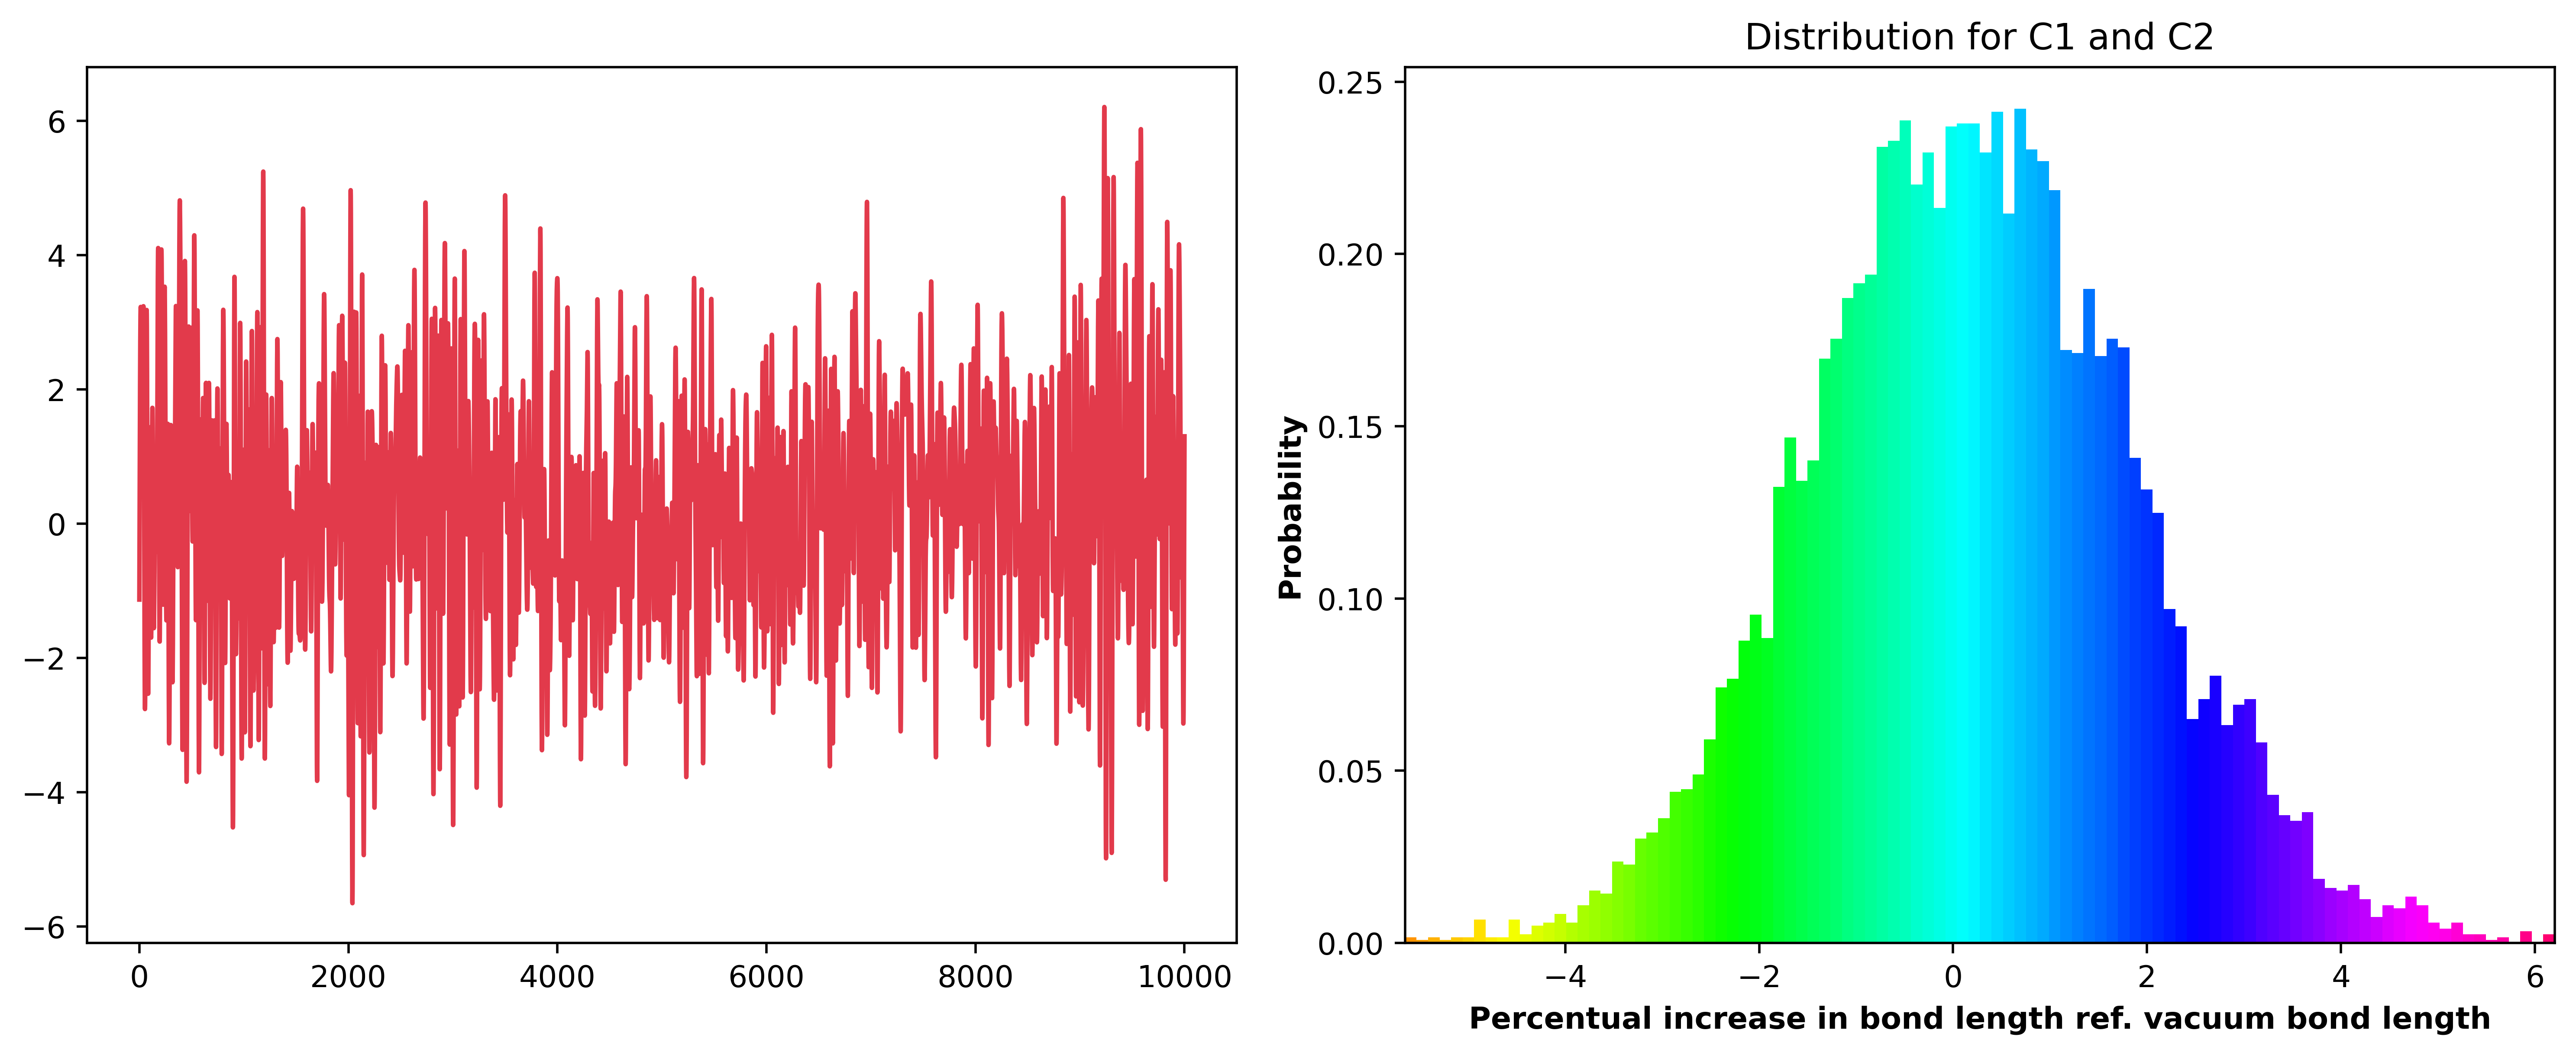 Distribution for C1 and C2
6
4
2
0
−2
−4
−6
0 2000 4000 6000 8000 10000
Probability
0.25
0.20
0.15
0.10
0.05
0.00
−4 −2 0 2 4 6
Percentual increase in bond length ref. vacuum bond length